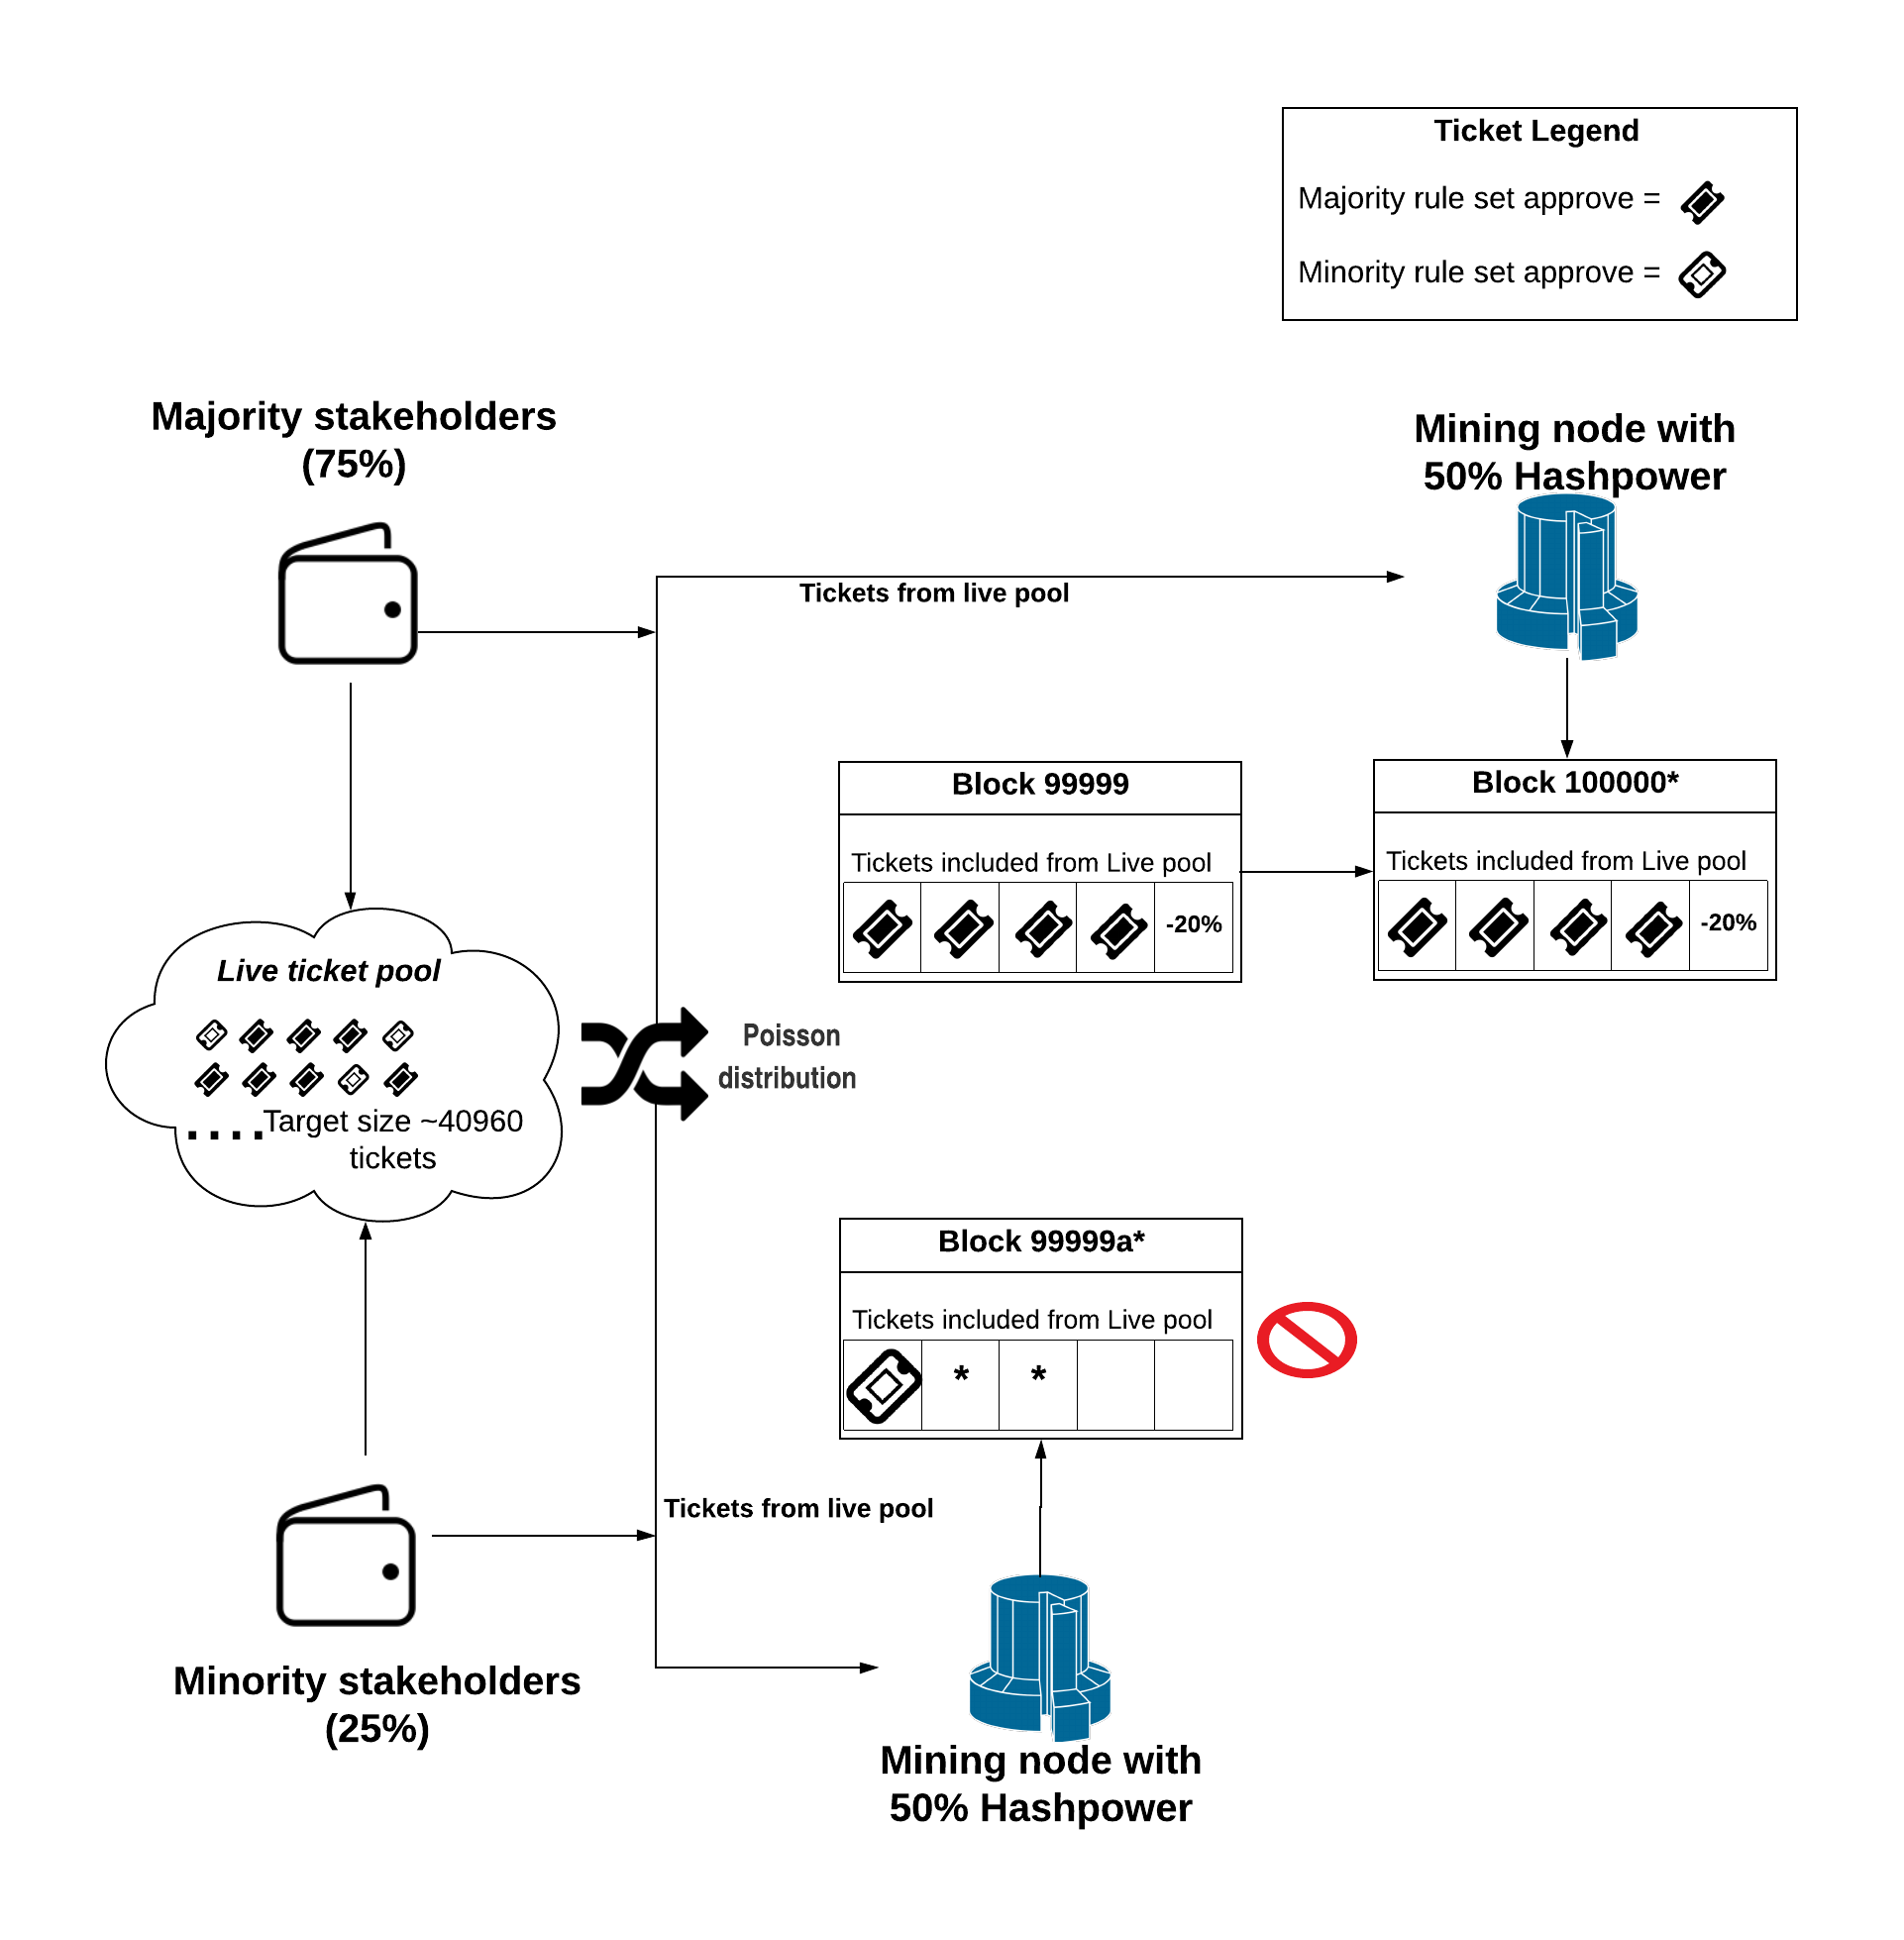 Ticket Legend
Majority rule set approve =
Minority rule set approve =
Majority stakeholders
(75%)
Mining node with
50% Hashpower
Tickets from live pool
Block 99999
Tickets included from Live pool
-20%
Block 100000*
Tickets included from Live pool
-20%
Live ticket pool
....Target size ~40960
tickets
Poisson
distribution
Block 99999a*
Tickets included from Live pool
* *
Tickets from live pool
Minority stakeholders
(25%)
Mining node with
50% Hashpower